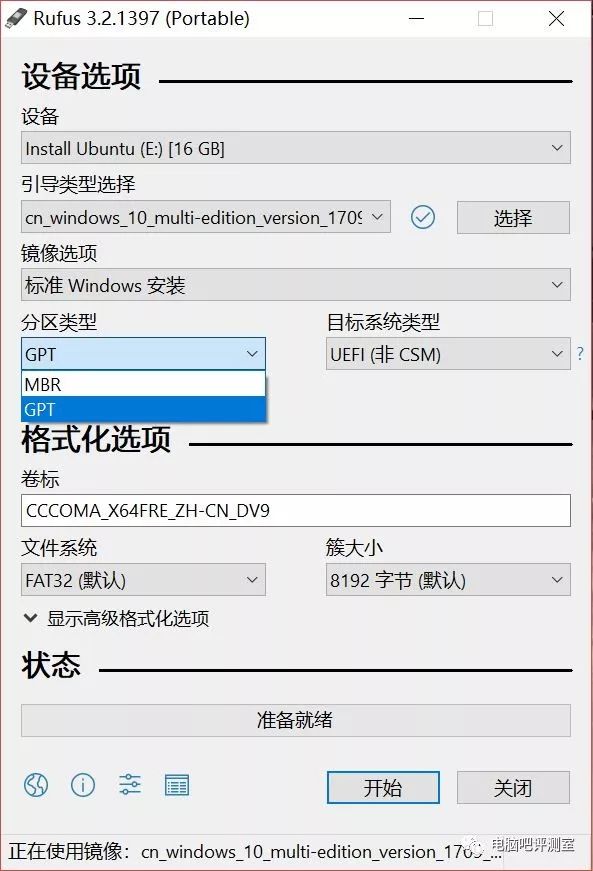 Rufus 3.2.1397 (Portable)
设备选项
设备
Install Ubuntu (E:) [16 GB]
引导类型选择
cn_windows_10_multi-edition_version_1709
选择
镜像选项
标准 Windows 安装
分区类型
目标系统类型
GPT
UEFI (非 CSM)
?
MBR
GPT
格式化选项
卷标
CCCOMA_X64FRE_ZH-CN_DV9
文件系统
簇大小
FAT32 (默认)
8192 字节 (默认)
显示高级格式化选项
状态
准备就绪
开始
关闭
正在使用镜像：cn_windows_10_multi-edition_version_1709_...
电脑吧评测室